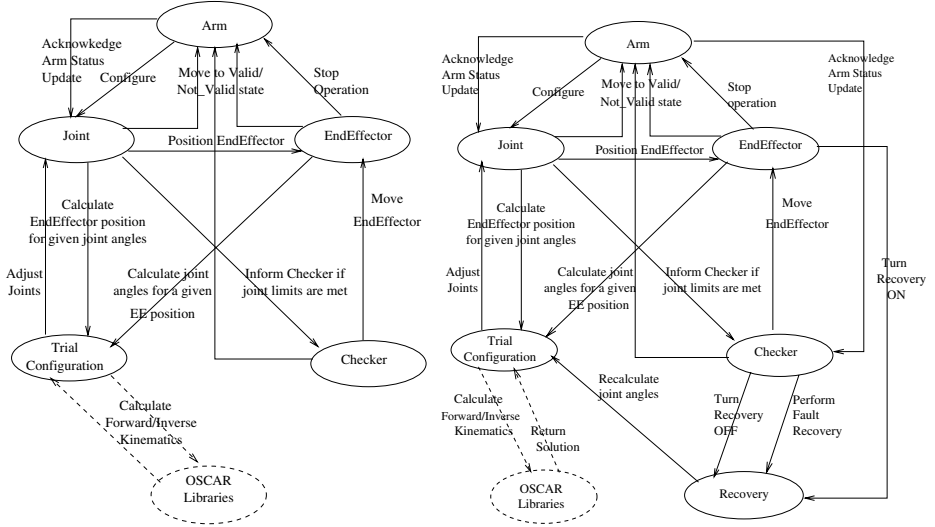 Arm
Acknowkedge
Arm Status
Update
Configure
Move to Valid/
Not_Valid state
Stop
Operation
Joint
EndEffector
Position EndEffector
Calculate
EndEffector position
for given joint angles
Move
EndEffector
Adjust
Joints
Calculate joint
angles for a given
EE position
Inform Checker if
joint limits are met
Trial
Configuration
Checker
Calculate
Forward/Inverse
Kinematics
OSCAR
Libraries
Arm
Acknowledge
Arm Status
Update
Configure
Move to Valid/
Not_Valid state
Stop
operation
Acknowledge
Arm Status
Update
Joint
EndEffector
Position EndEffector
Calculate
EndEffector position
for given joint angles
Move
EndEffector
Adjust
Joints
Calculate joint
angles for a given
EE position
Inform Checker if
joint limits are met
Turn
Recovery
ON
Trial
Configuration
Checker
Calculate
Forward/Inverse
Kinematics
Return
Solution
Recalculate
joint angles
Turn
Recovery
OFF
Perform
Fault
Recovery
OSCAR
Libraries
Recovery